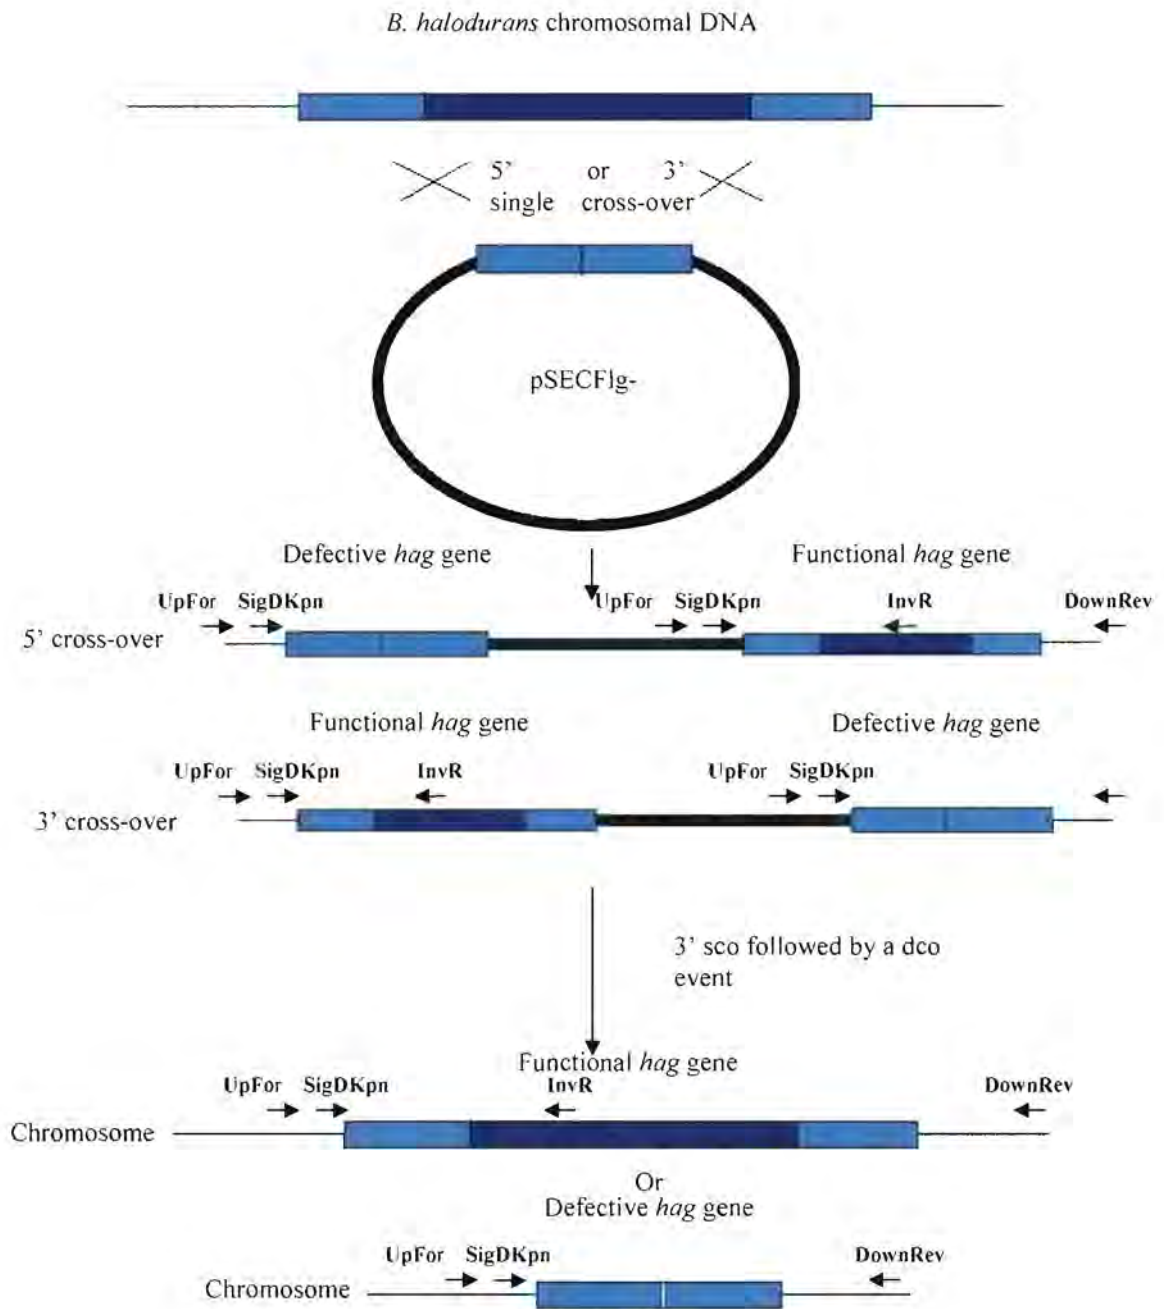 B. halodurans chromosomal DNA
5’ or 3’
single cross-over
pSECFlg-
Defective hag gene Functional hag gene
UpFor SigDKpn UpFor SigDKpn InvR DownRev
5’ cross-over
Functional hag gene Defective hag gene
UpFor SigDKpn InvR UpFor SigDKpn
3’ cross-over
3’ sco followed by a dco
event
Functional hag gene
UpFor SigDKpn InvR DownRev
Chromosome
Or
Defective hag gene
UpFor SigDKpn DownRev
Chromosome